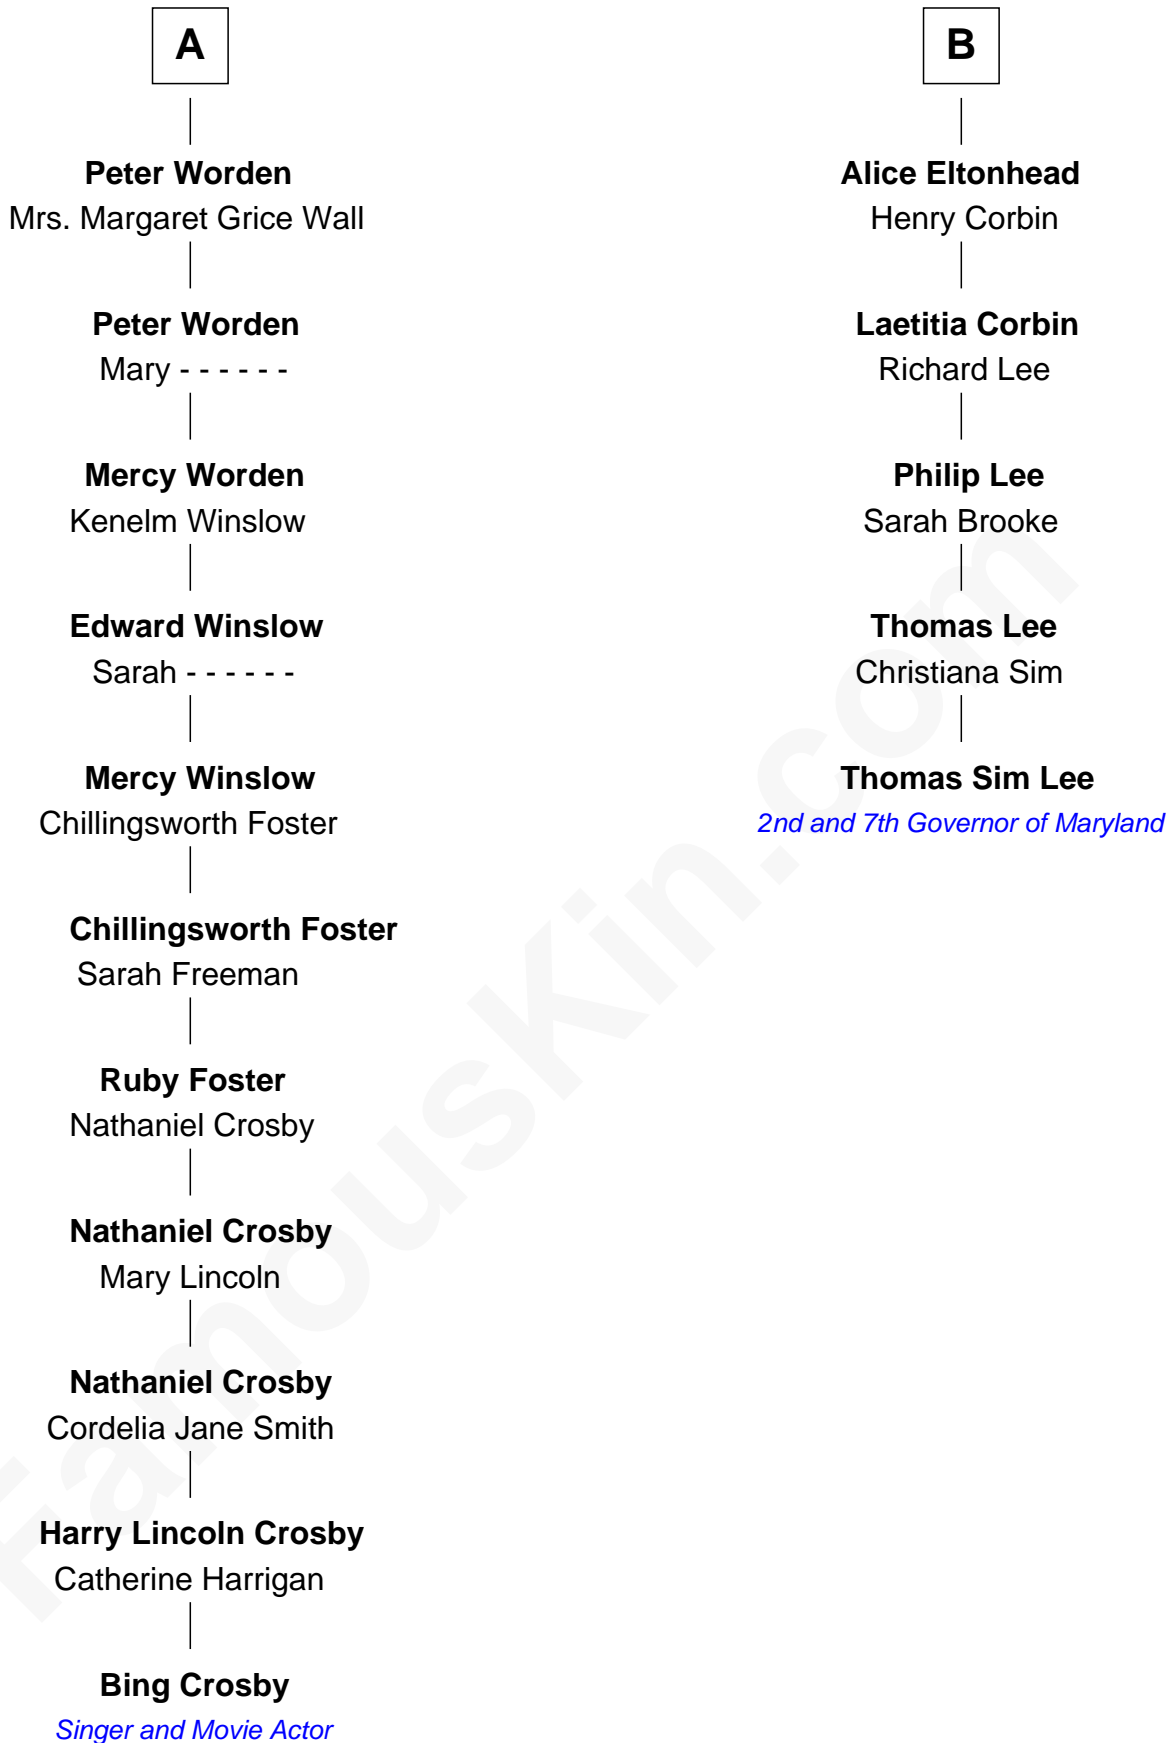 A
Peter Worden
Mrs. Margaret Grice Wall
Peter Worden
Mary - - - - - -
Mercy Worden
Kenelm Winslow
Edward Winslow
Sarah - - - - - -
Mercy Winslow
Chillingsworth Foster
Chillingsworth Foster
Sarah Freeman
Ruby Foster
Nathaniel Crosby
Nathaniel Crosby
Mary Lincoln
Nathaniel Crosby
Cordelia Jane Smith
Harry Lincoln Crosby
Catherine Harrigan
Bing Crosby
Singer and Movie Actor
B
Alice Eltonhead
Henry Corbin
Laetitia Corbin
Richard Lee
Philip Lee
Sarah Brooke
Thomas Lee
Christiana Sim
Thomas Sim Lee
2nd and 7th Governor of Maryland
FamousKin.com